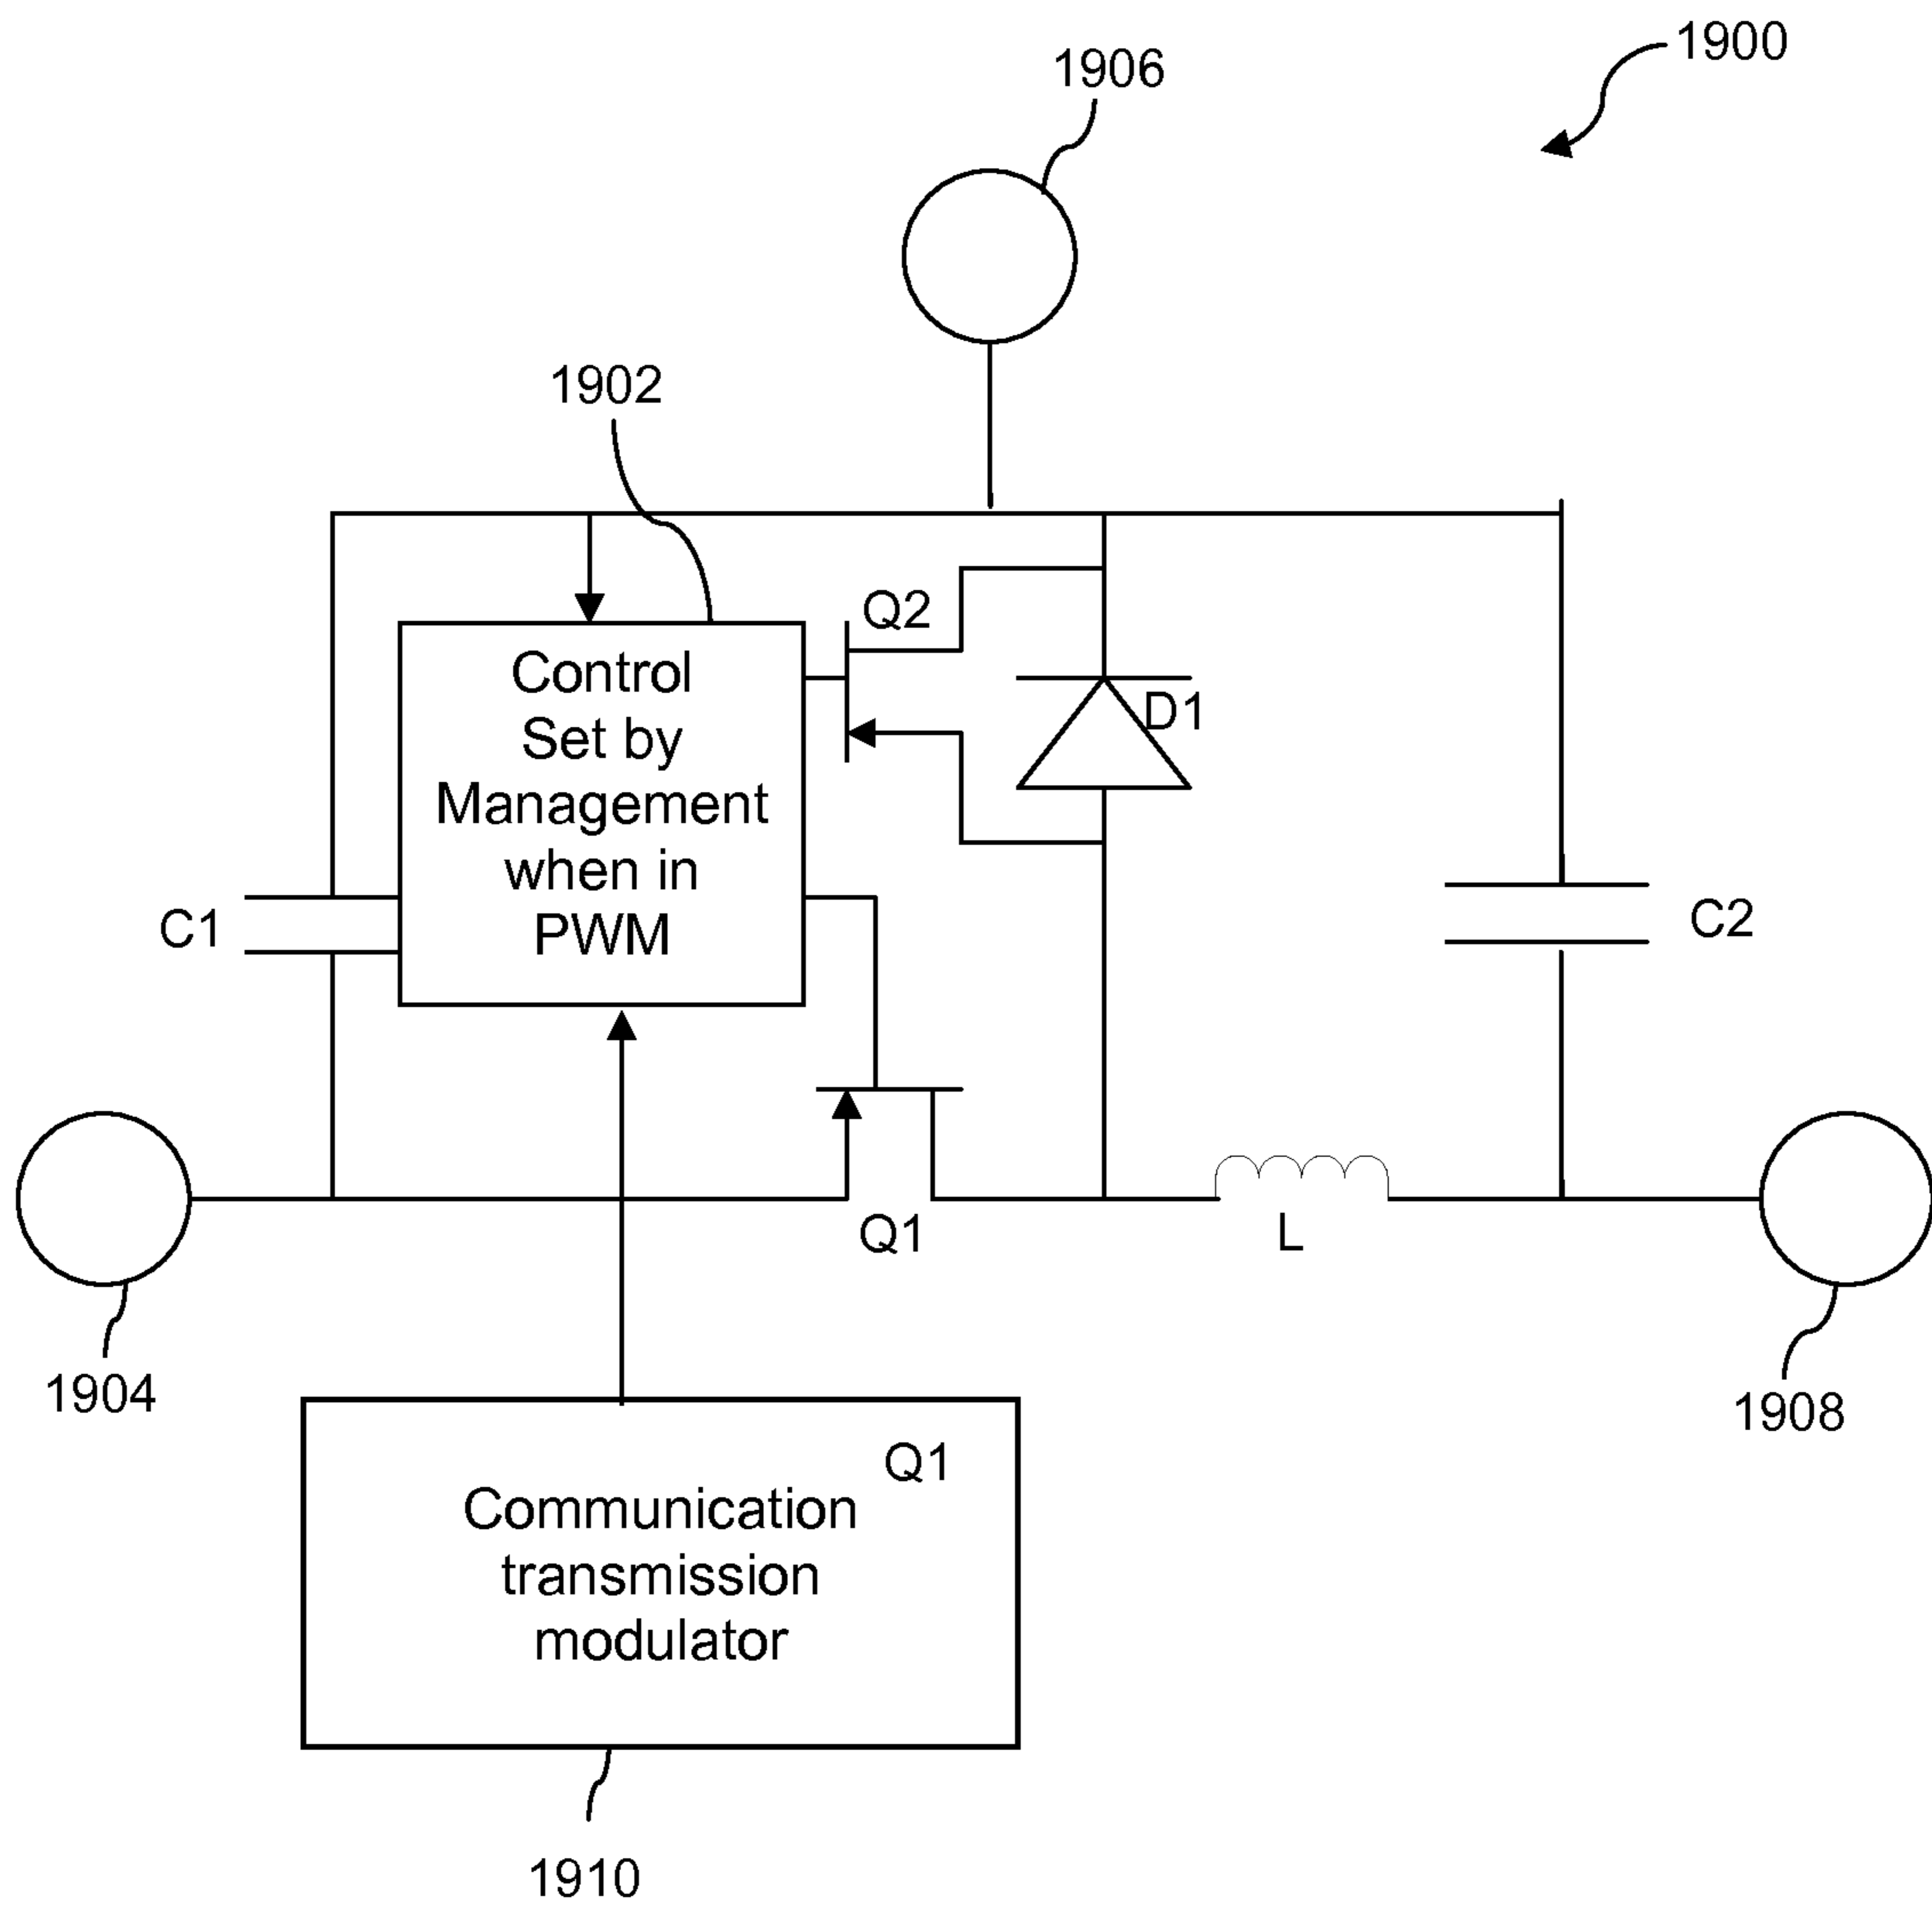 1900
1906
1902
Q2
Control
Set by
Management
when in
PWM
D1
C1
C2
Q1
L
1904
1908
Q1
Communication
transmission
modulator
1910